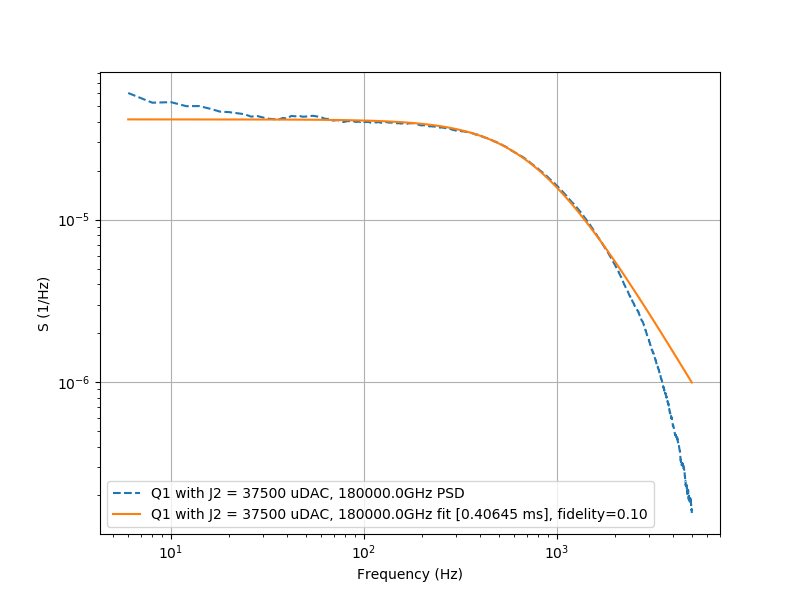 10⁻⁵
10⁻⁶
S (1/Hz)
Q1 with J2 = 37500 uDAC, 180000.0GHz PSD
Q1 with J2 = 37500 uDAC, 180000.0GHz fit [0.40645 ms], fidelity=0.10
10¹ 10² 10³
Frequency (Hz)